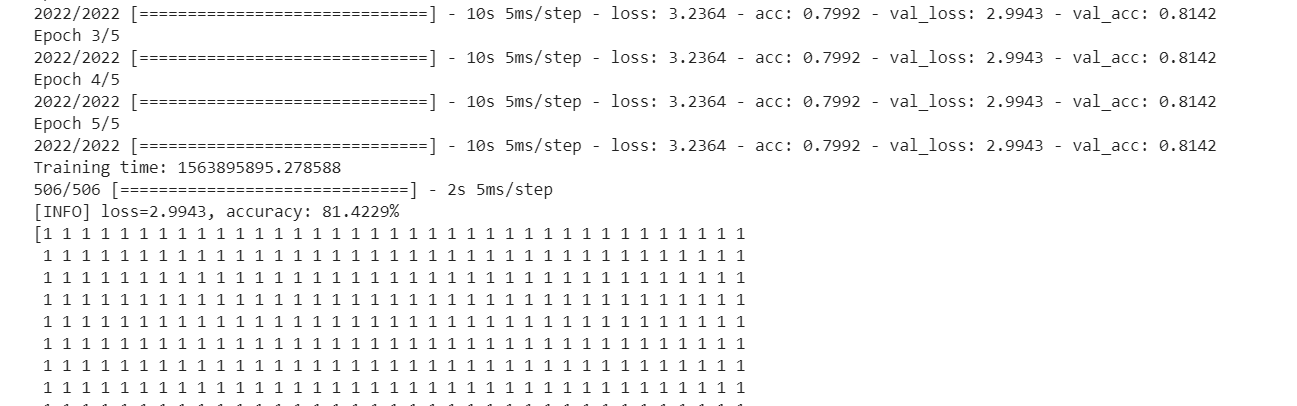 2022/2022 [==============================] - 10s 5ms/step - loss: 3.2364 - acc: 0.7992 - val_loss: 2.9943 - val_acc: 0.8142
Epoch 3/5
2022/2022 [==============================] - 10s 5ms/step - loss: 3.2364 - acc: 0.7992 - val_loss: 2.9943 - val_acc: 0.8142
Epoch 4/5
2022/2022 [==============================] - 10s 5ms/step - loss: 3.2364 - acc: 0.7992 - val_loss: 2.9943 - val_acc: 0.8142
Epoch 5/5
2022/2022 [==============================] - 10s 5ms/step - loss: 3.2364 - acc: 0.7992 - val_loss: 2.9943 - val_acc: 0.8142
Training time: 1563895895.278588
506/506 [==============================] - 2s 5ms/step
[INFO] loss=2.9943, accuracy: 81.4229%
[1 1 1 1 1 1 1 1 1 1 1 1 1 1 1 1 1 1 1 1 1 1 1 1 1 1 1 1 1 1 1 1 1 1 1 1 1
1 1 1 1 1 1 1 1 1 1 1 1 1 1 1 1 1 1 1 1 1 1 1 1 1 1 1 1 1 1 1 1 1 1 1 1 1
1 1 1 1 1 1 1 1 1 1 1 1 1 1 1 1 1 1 1 1 1 1 1 1 1 1 1 1 1 1 1 1 1 1 1 1 1
1 1 1 1 1 1 1 1 1 1 1 1 1 1 1 1 1 1 1 1 1 1 1 1 1 1 1 1 1 1 1 1 1 1 1 1 1
1 1 1 1 1 1 1 1 1 1 1 1 1 1 1 1 1 1 1 1 1 1 1 1 1 1 1 1 1 1 1 1 1 1 1 1 1
1 1 1 1 1 1 1 1 1 1 1 1 1 1 1 1 1 1 1 1 1 1 1 1 1 1 1 1 1 1 1 1 1 1 1 1 1
1 1 1 1 1 1 1 1 1 1 1 1 1 1 1 1 1 1 1 1 1 1 1 1 1 1 1 1 1 1 1 1 1 1 1 1 1
1 1 1 1 1 1 1 1 1 1 1 1 1 1 1 1 1 1 1 1 1 1 1 1 1 1 1 1 1 1 1 1 1 1 1 1 1